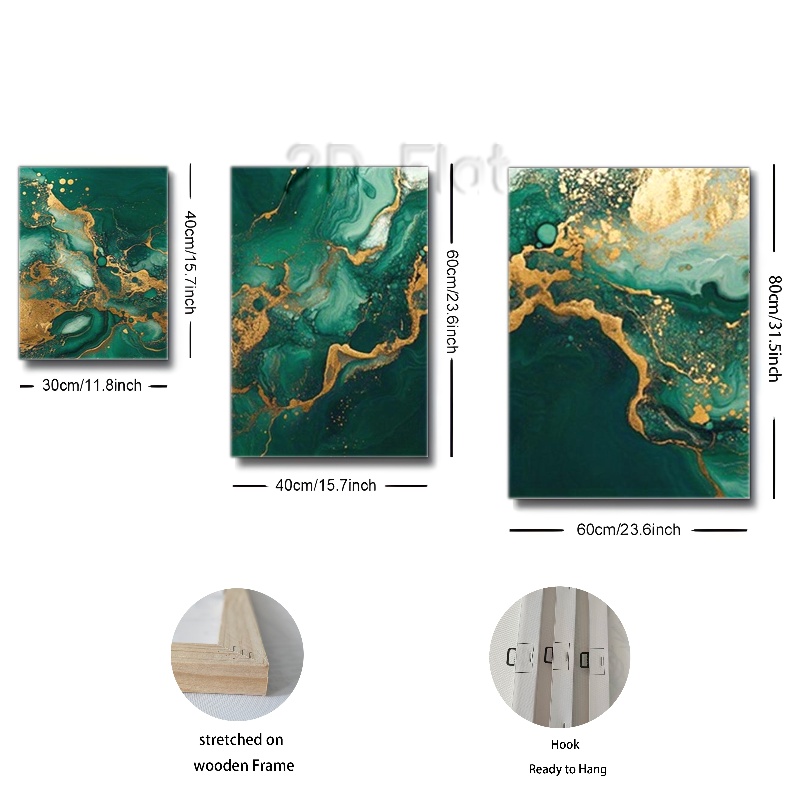 2D Flat
40cm/15.7inch
30cm/11.8inch
60cm/23.6inch
40cm/15.7inch
80cm/31.5inch
60cm/23.6inch
stretched on
wooden Frame
Hook
Ready to Hang